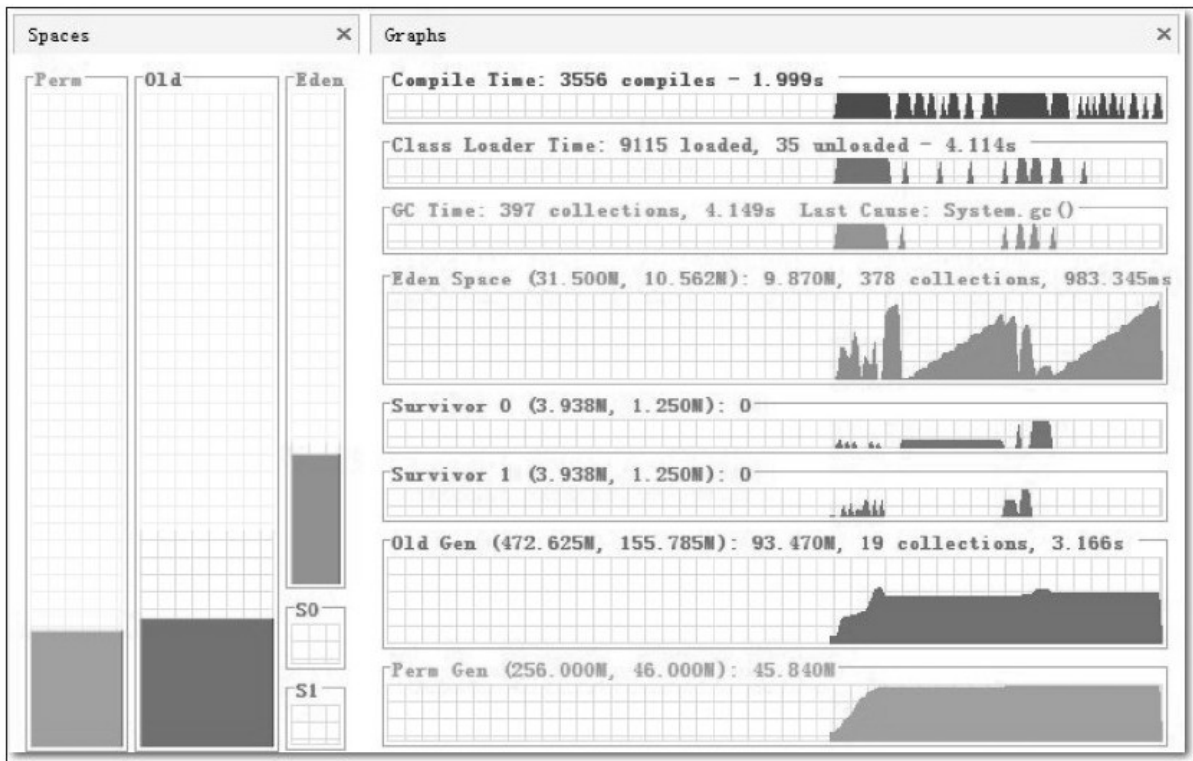 Spaces ×
Perm
Old
Eden
S0
S1
Graphs ×
Compile Time: 3556 compiles - 1.999s
Class Loader Time: 9115 loaded, 35 unloaded - 4.114s
GC Time: 397 collections, 4.149s Last Cause: System.gc()
Eden Space (31.500M, 10.562M): 9.870M, 378 collections, 983.345ms
Survivor 0 (3.938M, 1.250M): 0
Survivor 1 (3.938M, 1.250M): 0
Old Gen (472.625M, 155.785M): 93.470M, 19 collections, 3.166s
Perm Gen (256.000M, 46.000M): 45.840M